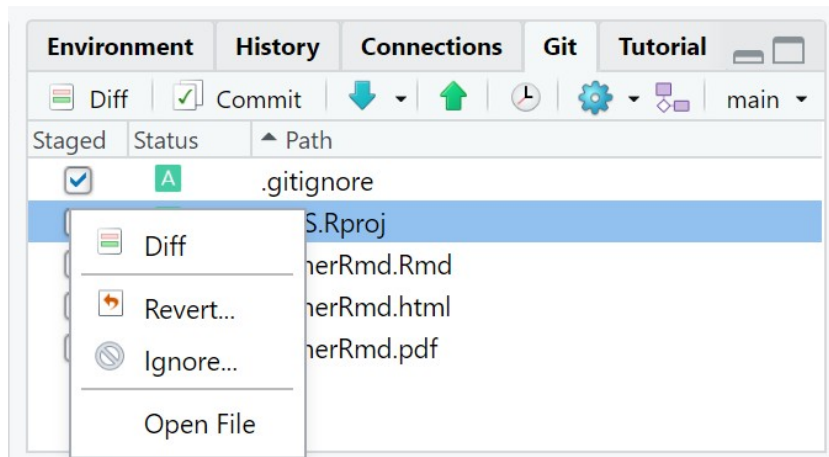 Environment History Connections Git Tutorial
Diff Commit main
Staged Status Path
A .gitignore
S.Rproj
Diff
nerRmd.Rmd
Revert...
nerRmd.html
Ignore...
nerRmd.pdf
Open File